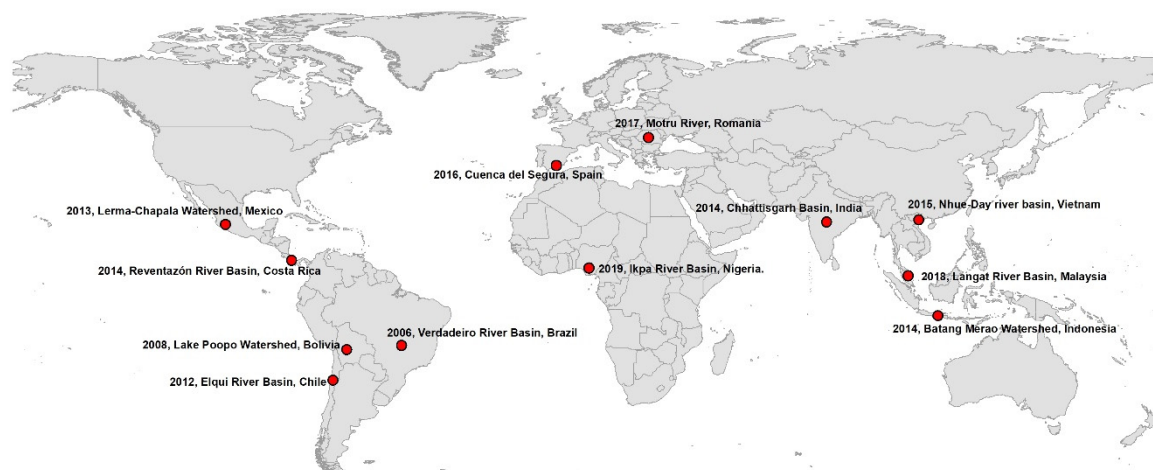 2017, Motru River, Romania
2016, Cuenca del Segura, Spain
2013, Lerma-Chapala Watershed, Mexico
2014, Chhattisgarh Basin, India
2015, Nhue-Day river basin, Vietnam
2014, Reventazón River Basin, Costa Rica
2019, Ikpa River Basin, Nigeria.
2018, Langat River Basin, Malaysia
2014, Batang Merao Watershed, Indonesia
2006, Verdadeiro River Basin, Brazil
2008, Lake Poopo Watershed, Bolivia
2012, Elqui River Basin, Chile